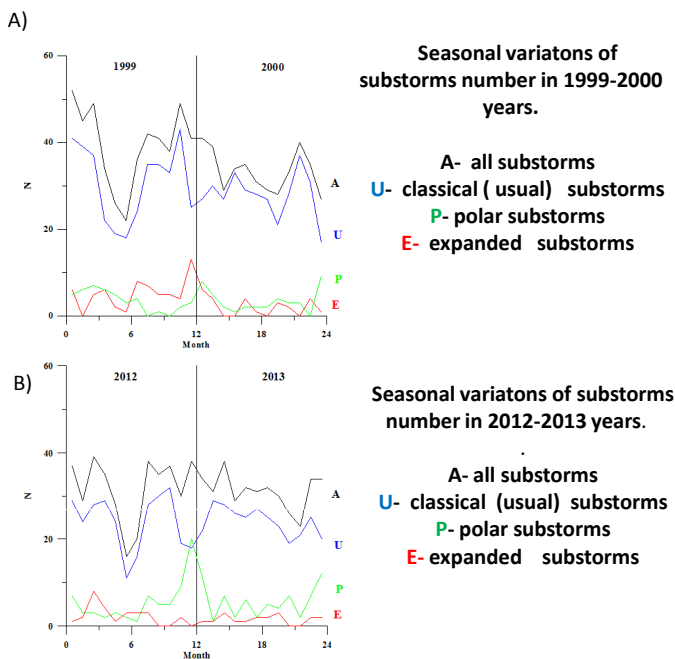 A)
60
1999 2000
40
N
A
20
U
P
E
0
0 6 12 18 24
Month
Seasonal variatons of
substorms number in 1999-2000
years.
A- all substorms
U- classical ( usual) substorms
P- polar substorms
E- expanded substorms
B)
60
2012 2013
40
N
A
20
U
P
E
0
0 6 12 18 24
Month
Seasonal variatons of substorms
number in 2012-2013 years.
.
A- all substorms
U- classical (usual) substorms
P- polar substorms
E- expanded substorms